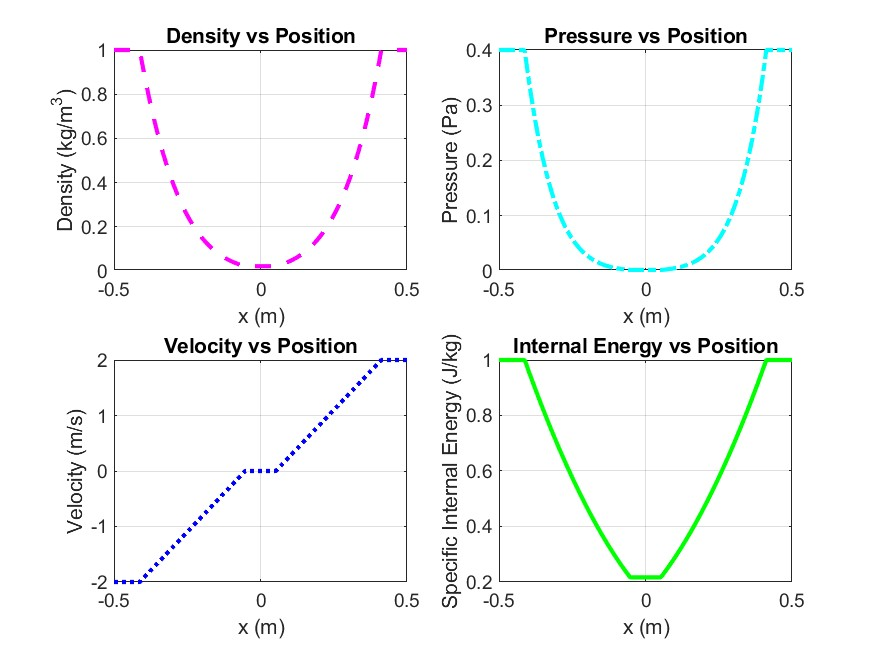 Density vs Position
1
0.8
0.6
0.4
0.2
0
-0.5
0
0.5
x (m)
Density (kg/m³)
Pressure vs Position
0.4
0.3
0.2
0.1
0
-0.5
0
0.5
x (m)
Pressure (Pa)
Velocity vs Position
2
1
0
-1
-2
-0.5
0
0.5
x (m)
Velocity (m/s)
Internal Energy vs Position
1
0.8
0.6
0.4
0.2
-0.5
0
0.5
x (m)
Specific Internal Energy (J/kg)